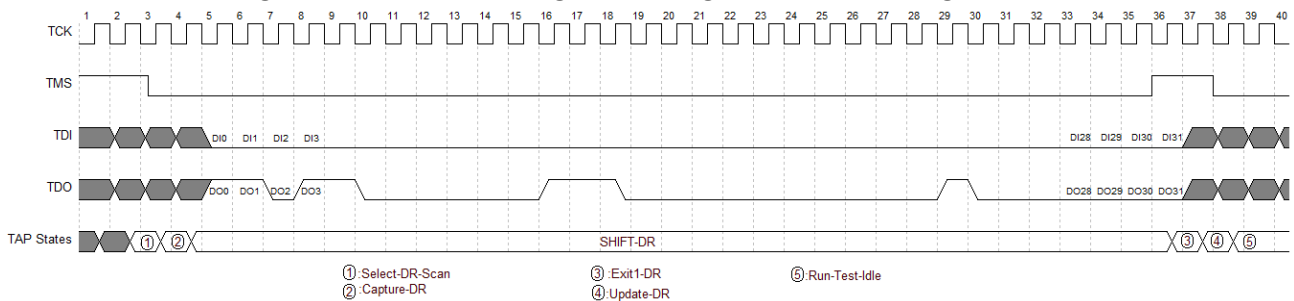 1 2 3 4 5 6 7 8 9 10 11 12 13 14 15 16 17 18 19 20 21 22 23 24 25 26 27 28 29 30 31 32 33 34 35 36 37 38 39 40
TCK
TMS
TDI DI0 DI1 DI2 DI3 DI28 DI29 DI30 DI31
TDO DO0 DO1 DO2 DO3 DO28 DO29 DO30 DO31
TAP States ① ② SHIFT-DR ③ ④ ⑤
①:Select-DR-Scan ③:Exit1-DR ⑤:Run-Test-Idle
②:Capture-DR ④:Update-DR